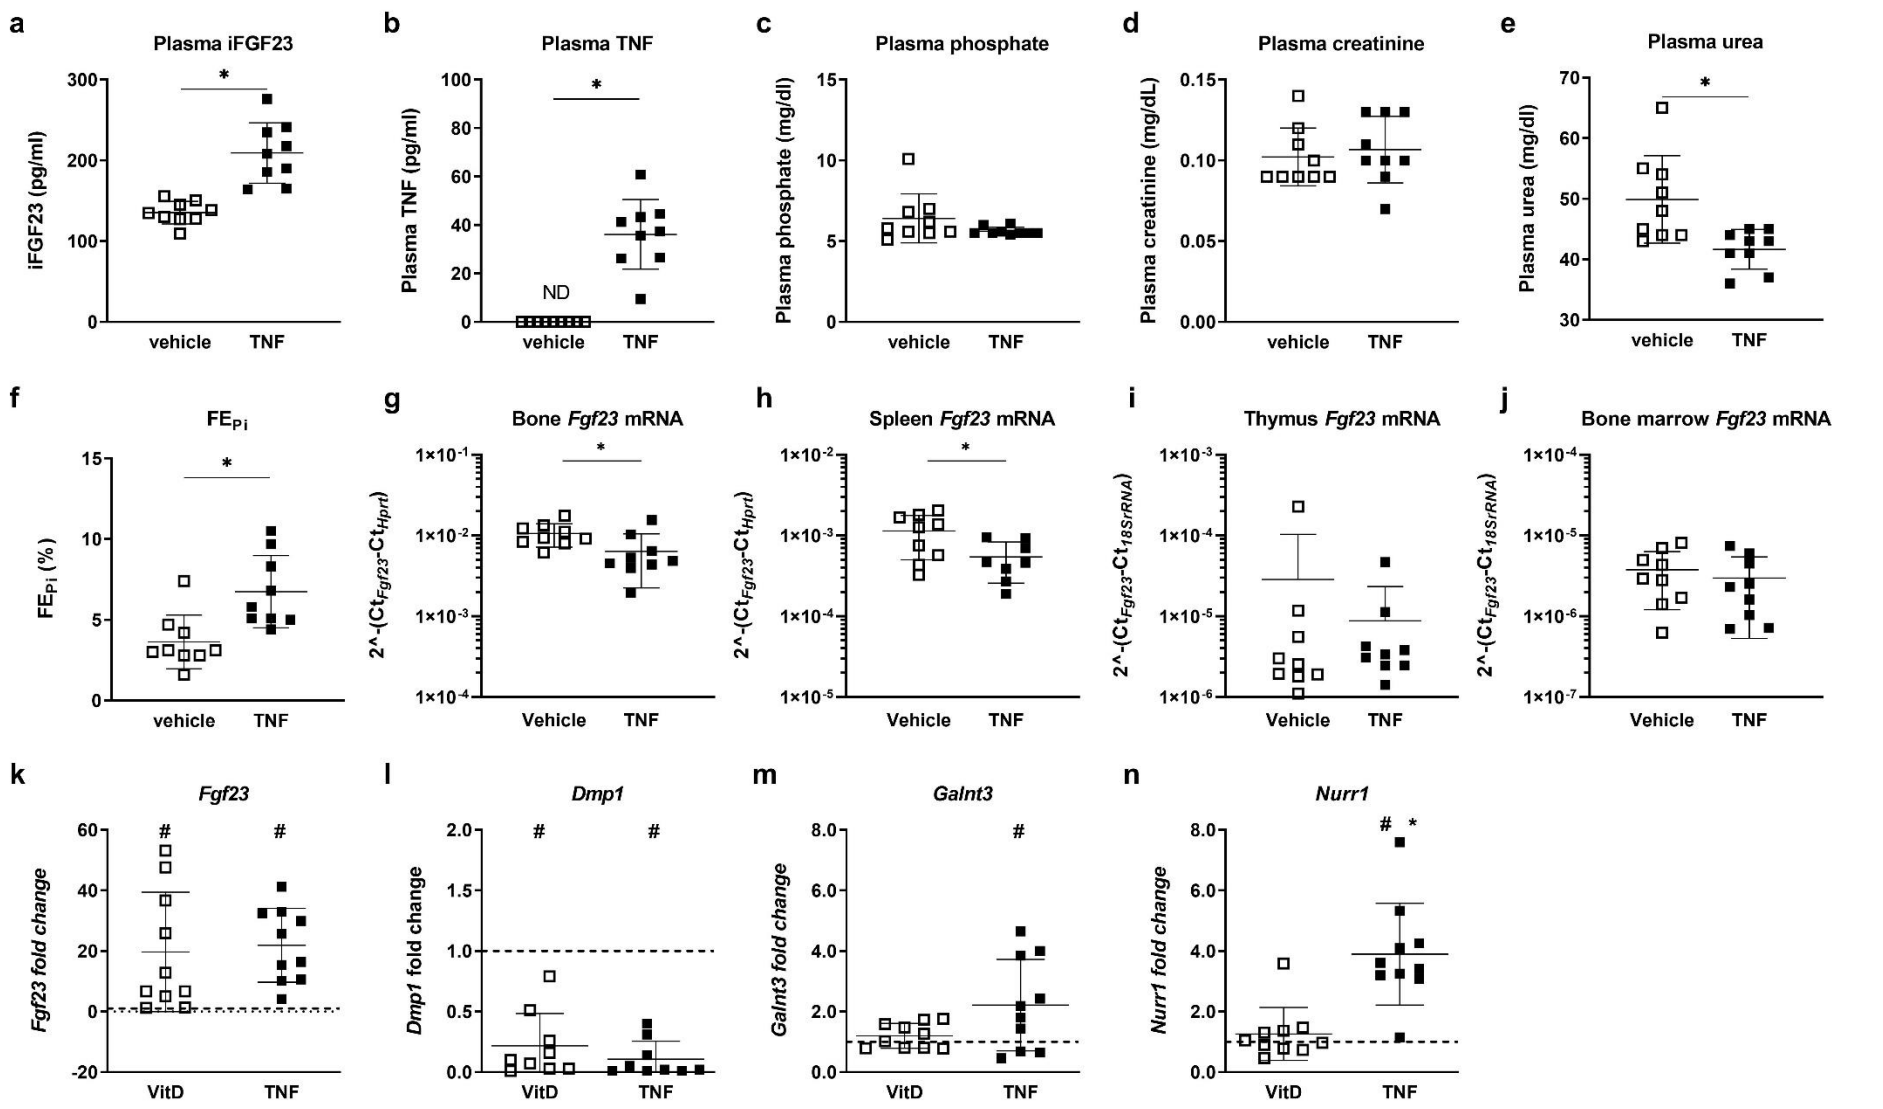 a
Plasma iFGF23
iFGF23 (pg/ml)
300
200
100
0
*
vehicle
TNF
b
Plasma TNF
Plasma TNF (pg/ml)
100
80
60
40
20
0
*
ND
vehicle
TNF
c
Plasma phosphate
Plasma phosphate (mg/dl)
15
10
5
0
vehicle
TNF
d
Plasma creatinine
Plasma creatinine (mg/dL)
0.15
0.10
0.05
0.00
vehicle
TNF
e
Plasma urea
Plasma urea (mg/dl)
70
60
50
40
30
*
vehicle
TNF
f
FEPi
FEPi (%)
15
10
5
0
*
vehicle
TNF
g
Bone Fgf23 mRNA
2^-(CtFgf23-CtHprt)
1×10-1
1×10-2
1×10-3
1×10-4
*
Vehicle
TNF
h
Spleen Fgf23 mRNA
2^-(CtFgf23-CtHprt)
1×10-2
1×10-3
1×10-4
1×10-5
*
Vehicle
TNF
i
Thymus Fgf23 mRNA
2^-(CtFgf23-Ct18SrRNA)
1×10-3
1×10-4
1×10-5
1×10-6
Vehicle
TNF
j
Bone marrow Fgf23 mRNA
2^-(CtFgf23-Ct18SrRNA)
1×10-4
1×10-5
1×10-6
1×10-7
Vehicle
TNF
k
Fgf23
Fgf23 fold change
60
40
20
0
-20
#
#
VitD
TNF
l
Dmp1
Dmp1 fold change
2.0
1.5
1.0
0.5
0.0
#
#
VitD
TNF
m
Galnt3
Galnt3 fold change
8.0
6.0
4.0
2.0
0.0
#
VitD
TNF
n
Nurr1
Nurr1 fold change
8.0
6.0
4.0
2.0
0.0
# *
VitD
TNF